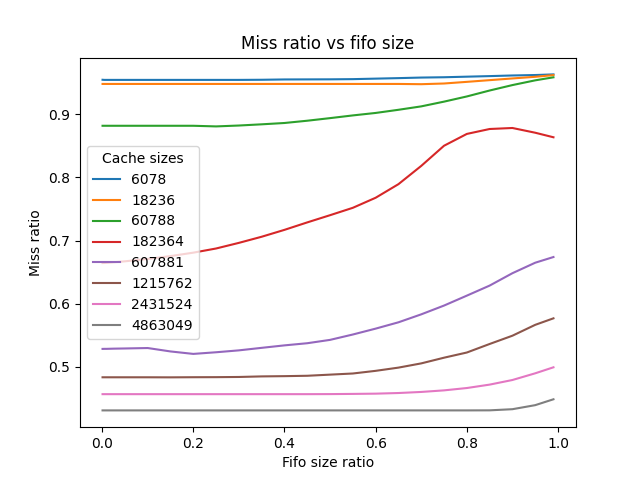 Miss ratio vs fifo size
Miss ratio
0.9
0.8
0.7
0.6
0.5
Cache sizes
6078
18236
60788
182364
607881
1215762
2431524
4863049
0.0 0.2 0.4 0.6 0.8 1.0
Fifo size ratio